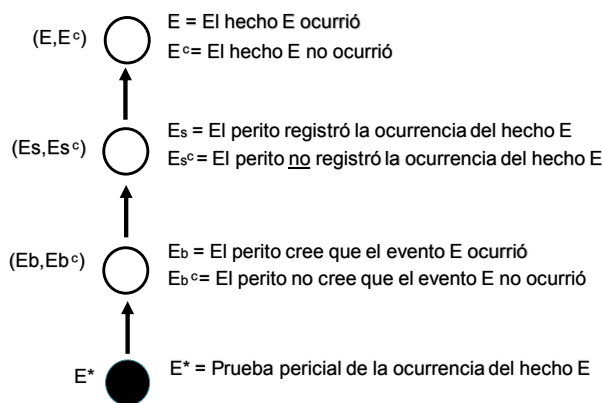 (E,Eᶜ)
E = El hecho E ocurrió
Eᶜ= El hecho E no ocurrió
(Es,Esᶜ)
Es = El perito registró la ocurrencia del hecho E
Esᶜ= El perito no registró la ocurrencia del hecho E
(Eb,Ebᶜ)
Eb = El perito cree que el evento E ocurrió
Ebᶜ= El perito no cree que el evento E no ocurrió
E*
E* = Prueba pericial de la ocurrencia del hecho E